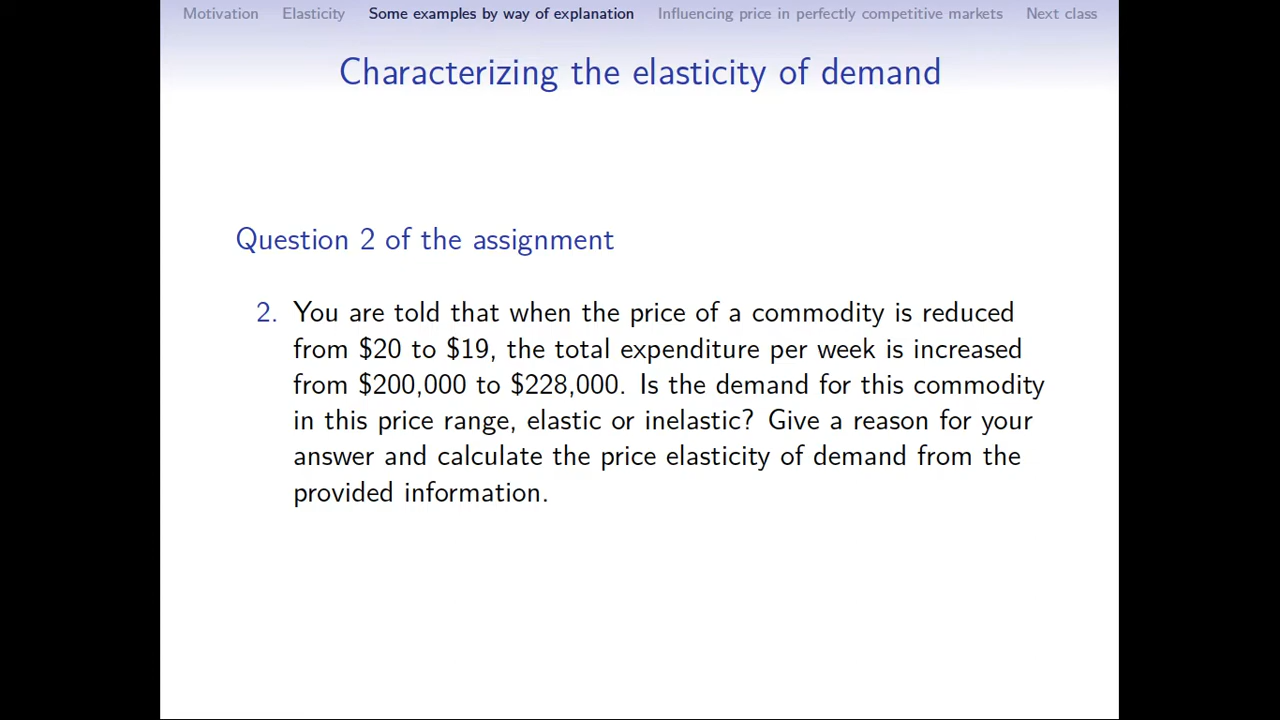 Motivation Elasticity Some examples by way of explanation Influencing price in perfectly competitive markets Next class
Characterizing the elasticity of demand
Question 2 of the assignment
2. You are told that when the price of a commodity is reduced
from $20 to $19, the total expenditure per week is increased
from $200,000 to $228,000. Is the demand for this commodity
in this price range, elastic or inelastic? Give a reason for your
answer and calculate the price elasticity of demand from the
provided information.